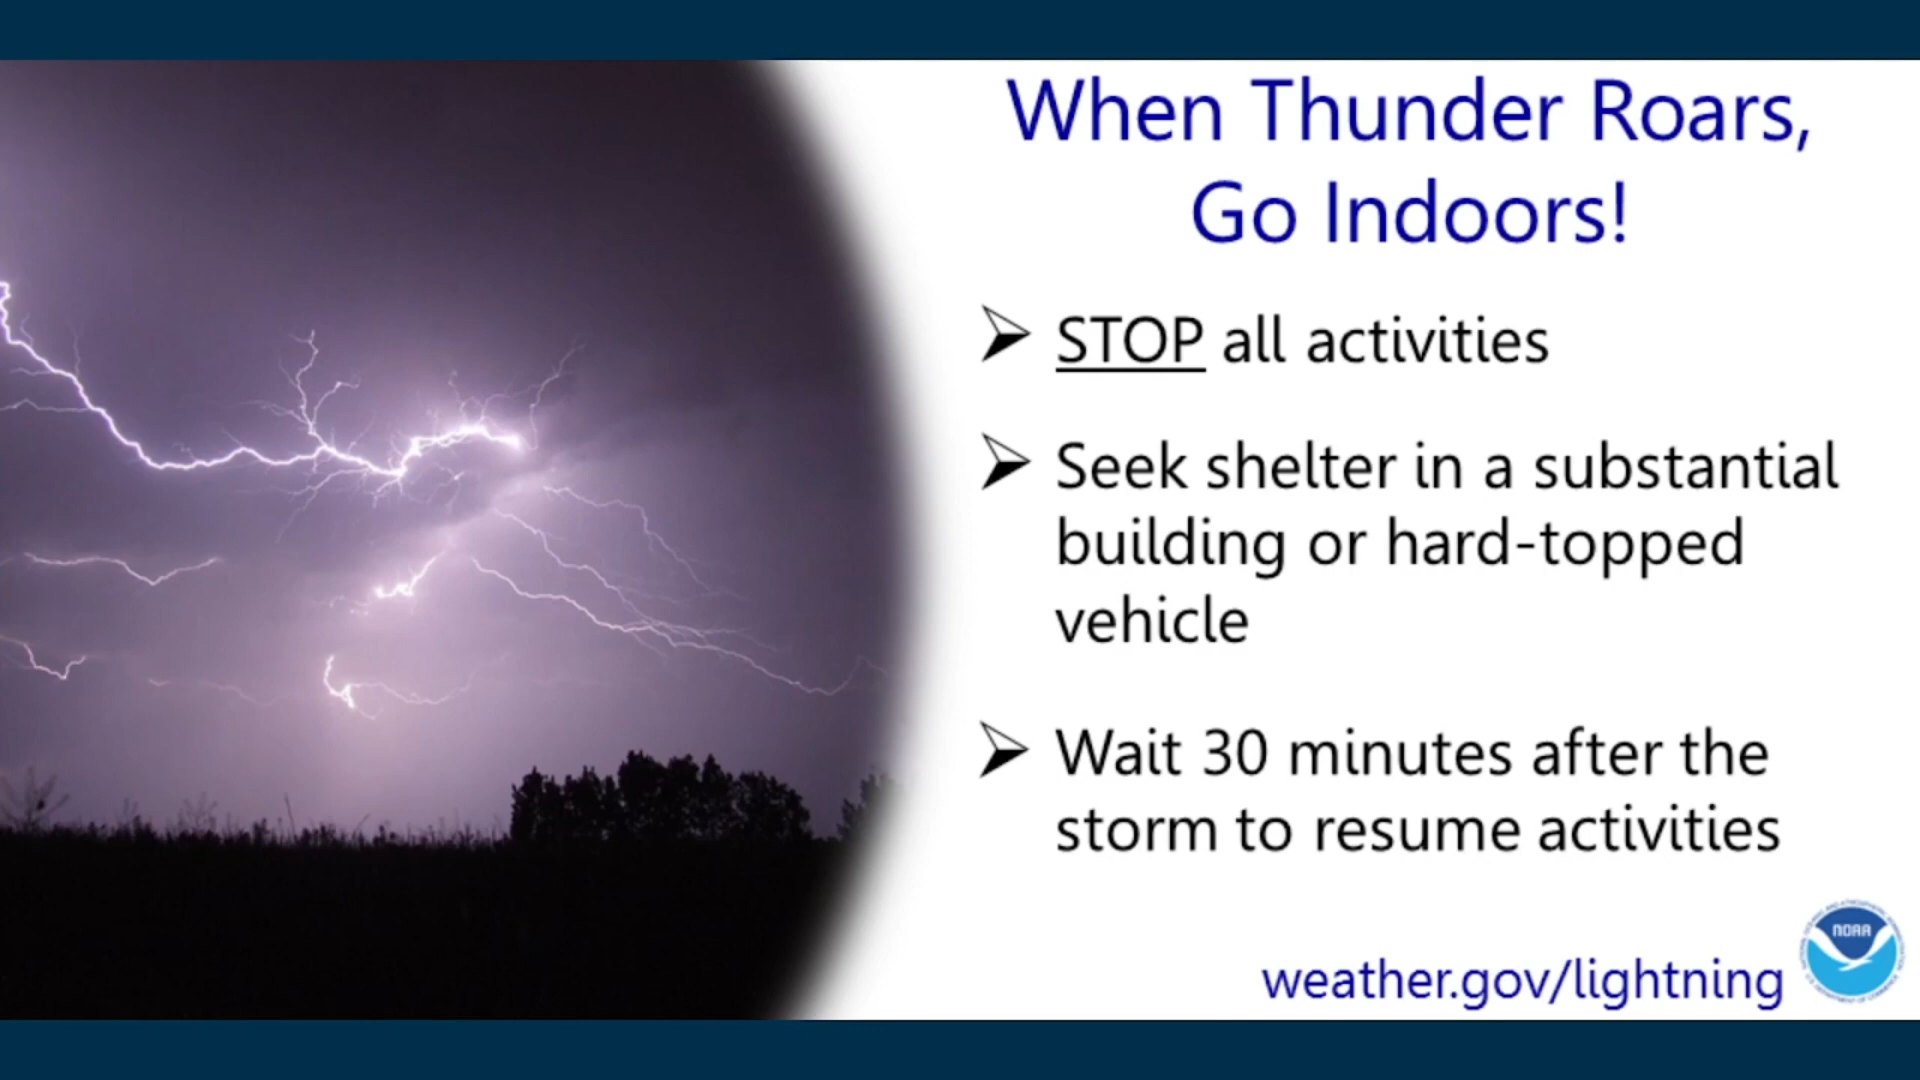 When Thunder Roars,
Go Indoors!
STOP all activities
Seek shelter in a substantial
building or hard-topped
vehicle
Wait 30 minutes after the
storm to resume activities
weather.gov/lightning
NOAA